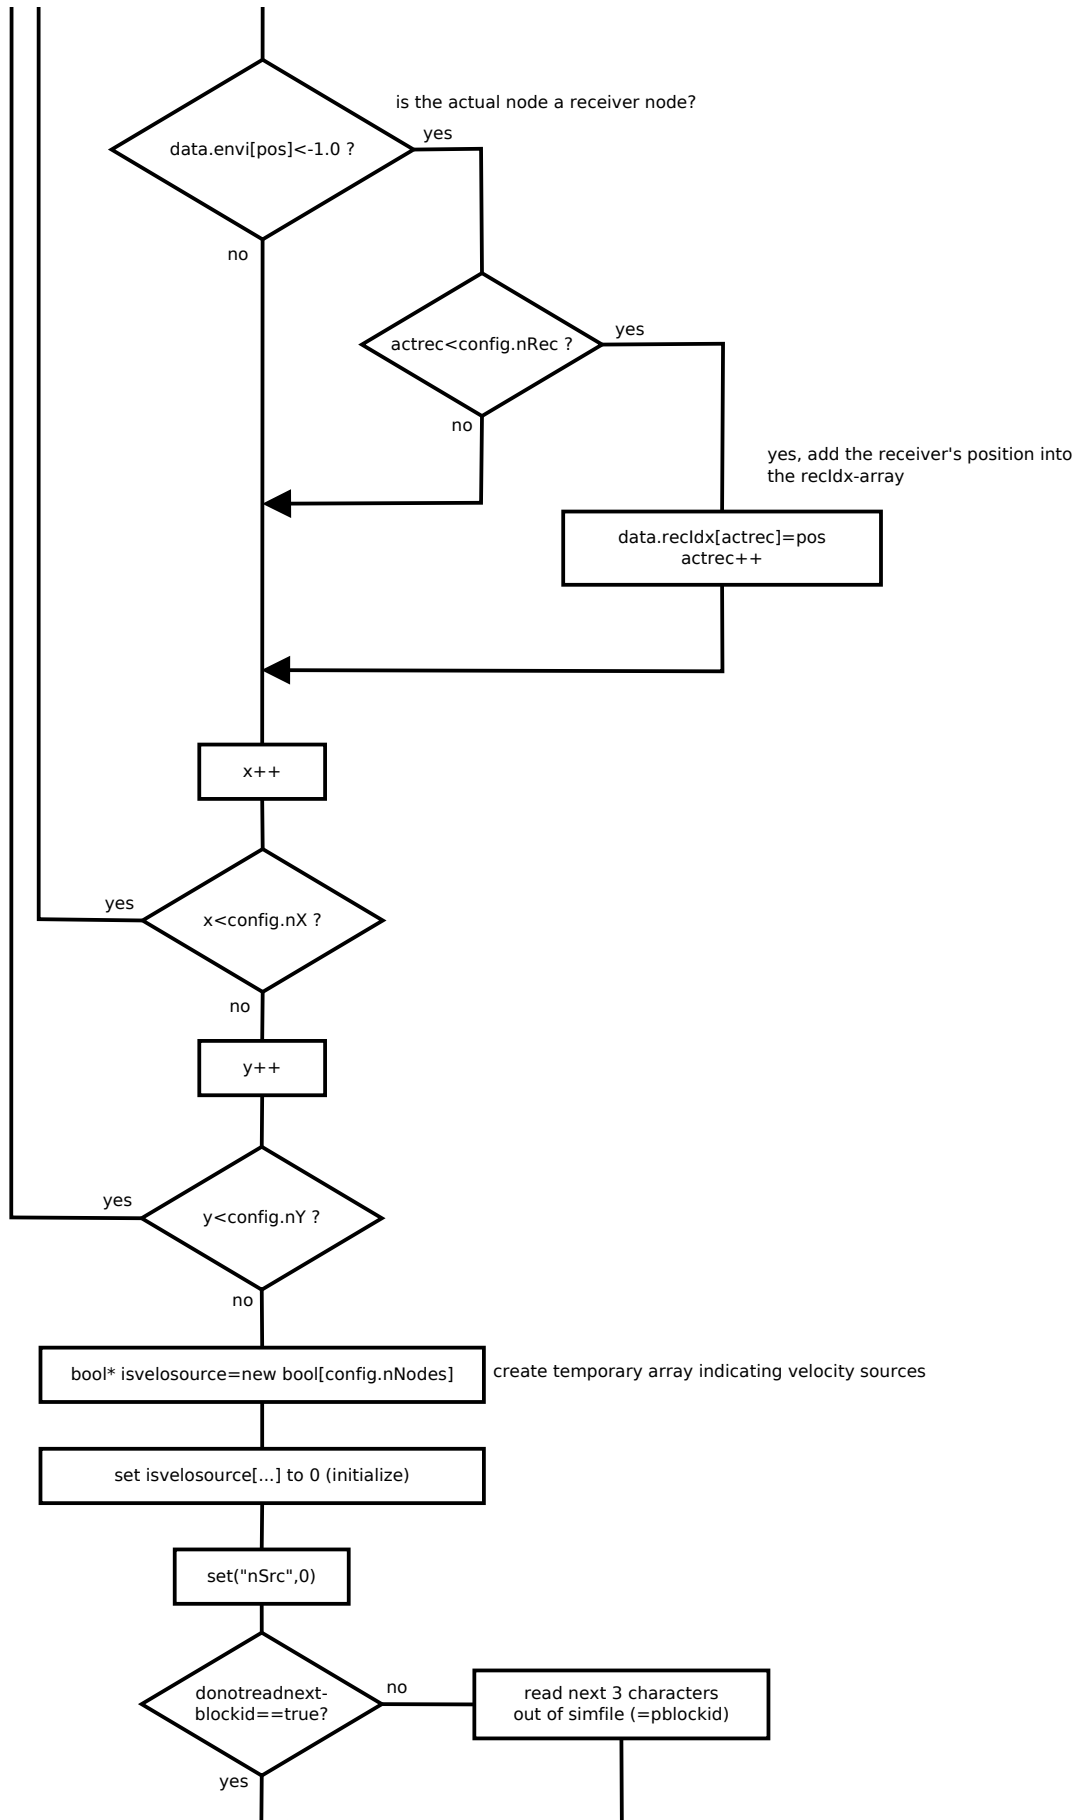 is the actual node a receiver node?
yes
data.envi[pos]<-1.0 ?
no
yes
actrec<config.nRec ?
no
yes, add the receiver's position into
the recIdx-array
data.recIdx[actrec]=pos
actrec++
x++
yes
x<config.nX ?
no
y++
yes
y<config.nY ?
no
bool* isvelosource=new bool[config.nNodes]
create temporary array indicating velocity sources
set isvelosource[...] to 0 (initialize)
set("nSrc",0)
donotreadnext-
blockid==true?
no
read next 3 characters
out of simfile (=pblockid)
yes